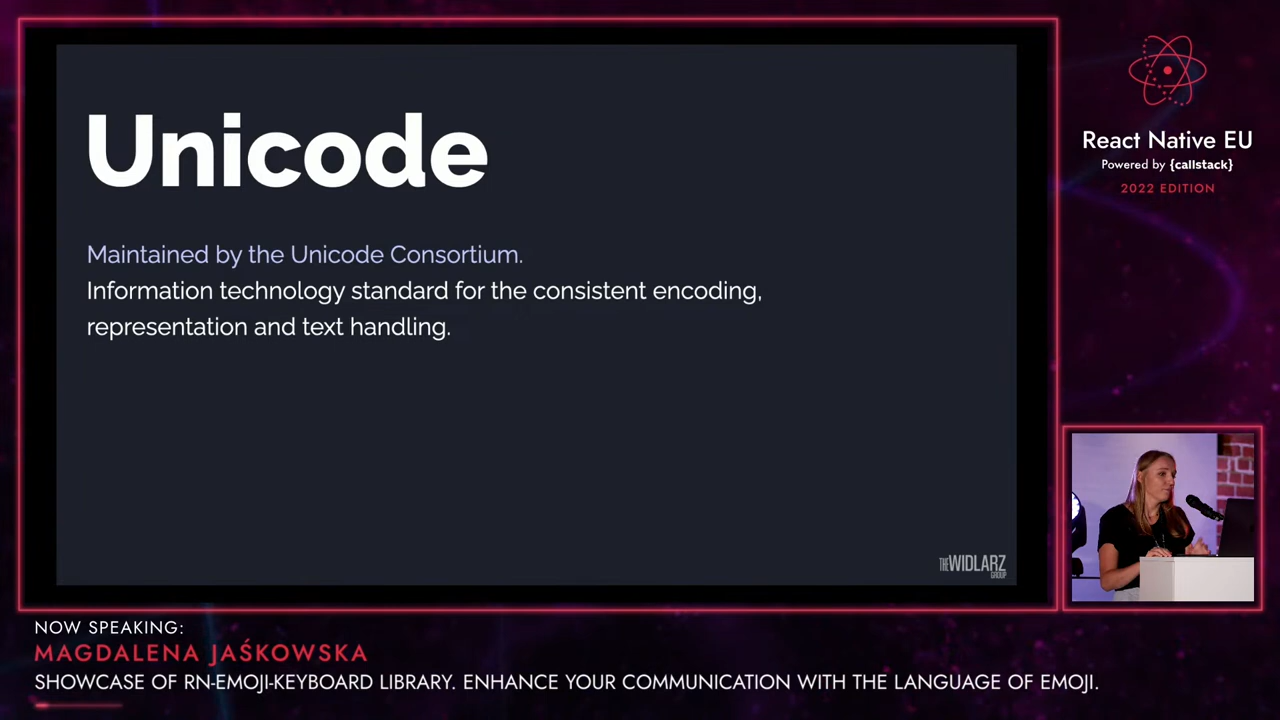 Unicode
Maintained by the Unicode Consortium.
Information technology standard for the consistent encoding,
representation and text handling.
THE WIDLARZ
GROUP
React Native EU
Powered by {callstack}
2022 EDITION
NOW SPEAKING:
MAGDALENA JAŚKOWSKA
SHOWCASE OF RN-EMOJI-KEYBOARD LIBRARY. ENHANCE YOUR COMMUNICATION WITH THE LANGUAGE OF EMOJI.